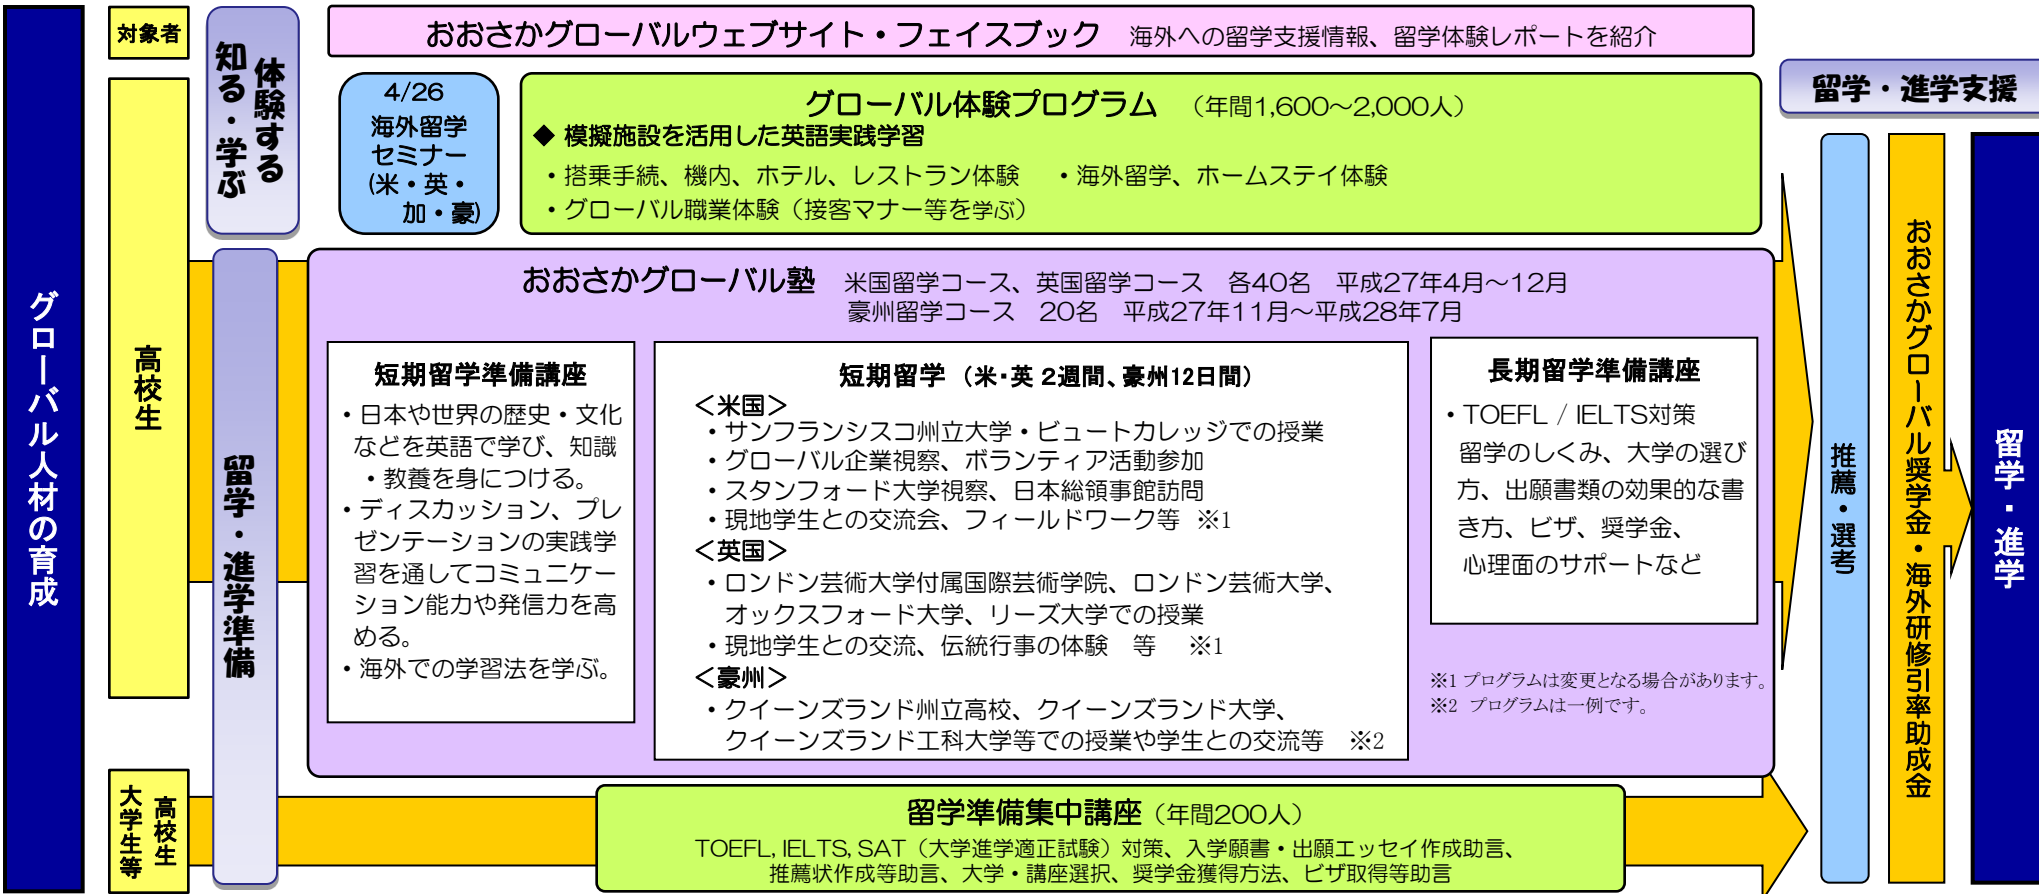 グローバル人材の育成
対象者
高校生
高校生
大学生等
体験する
知る・学ぶ
留学・進学準備
おおさかグローバルウェブサイト・フェイスブック　海外への留学支援情報、留学体験レポートを紹介
4/26
海外留学
セミナー
(米・英・
加・豪)
グローバル体験プログラム　（年間1,600～2,000人）
◆ 模擬施設を活用した英語実践学習
・搭乗手続、機内、ホテル、レストラン体験　・海外留学、ホームステイ体験
・グローバル職業体験（接客マナー等を学ぶ）
おおさかグローバル塾　米国留学コース、英国留学コース　各40名　平成27年4月～12月
豪州留学コース　20名　平成27年11月～平成28年7月
短期留学準備講座
・日本や世界の歴史・文化
などを英語で学び、知識
・教養を身につける。
・ディスカッション、プレ
ゼンテーションの実践学
習を通してコミュニケー
ション能力や発信力を高
める。
・海外での学習法を学ぶ。
短期留学（米・英 2週間、豪州12日間）
＜米国＞
・サンフランシスコ州立大学・ビュートカレッジでの授業
・グローバル企業視察、ボランティア活動参加
・スタンフォード大学視察、日本総領事館訪問
・現地学生との交流会、フィールドワーク等　※1
＜英国＞
・ロンドン芸術大学付属国際芸術学院、ロンドン芸術大学、
オックスフォード大学、リーズ大学での授業
・現地学生との交流、伝統行事の体験　等　※1
＜豪州＞
・クイーンズランド州立高校、クイーンズランド大学、
クイーンズランド工科大学等での授業や学生との交流等　※2
長期留学準備講座
・TOEFL / IELTS対策
留学のしくみ、大学の選び
方、出願書類の効果的な書
き方、ビザ、奨学金、
心理面のサポートなど
※1 プログラムは変更となる場合があります。
※2 プログラムは一例です。
留学準備集中講座（年間200人）
TOEFL, IELTS, SAT（大学進学適正試験）対策、入学願書・出願エッセイ作成助言、
推薦状作成等助言、大学・講座選択、奨学金獲得方法、ビザ取得等助言
留学・進学支援
推薦・選考
おおさかグローバル奨学金・海外研修引率助成金
留学・進学